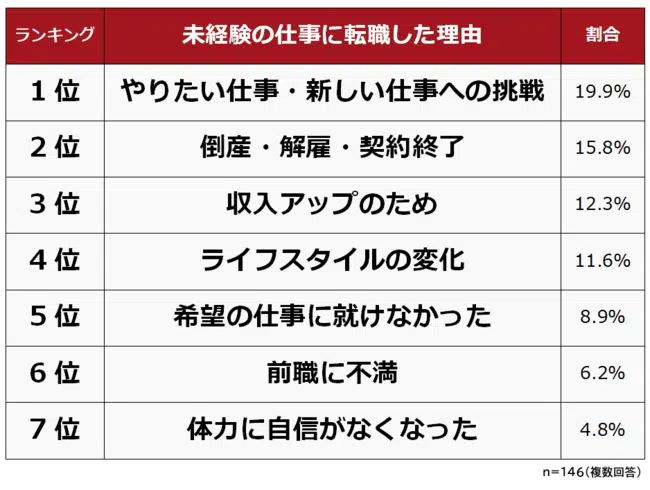 ランキング 未経験の仕事に転職した理由 割合
1位 やりたい仕事・新しい仕事への挑戦 19.9%
2位 倒産・解雇・契約終了 15.8%
3位 収入アップのため 12.3%
4位 ライフスタイルの変化 11.6%
5位 希望の仕事に就けなかった 8.9%
6位 前職に不満 6.2%
7位 体力に自信がなくなった 4.8%
n=146(複数回答)